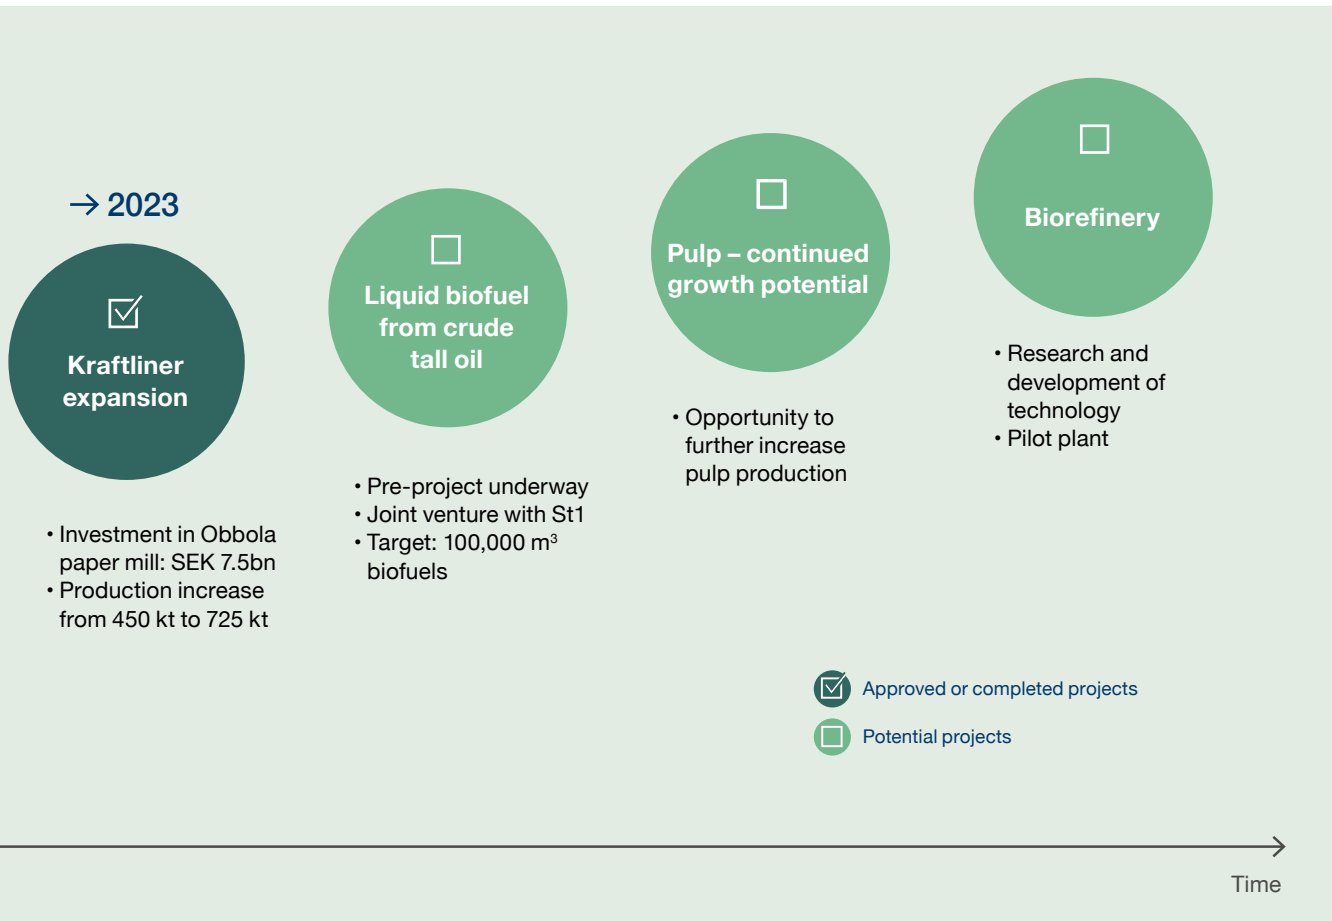 → 2023
Kraftliner
expansion
• Investment in Obbola
paper mill: SEK 7.5bn
• Production increase
from 450 kt to 725 kt
Liquid biofuel
from crude
tall oil
• Pre-project underway
• Joint venture with St1
• Target: 100,000 m³
biofuels
Pulp – continued
growth potential
• Opportunity to
further increase
pulp production
Biorefinery
• Research and
development of
technology
• Pilot plant
Approved or completed projects
Potential projects
Time